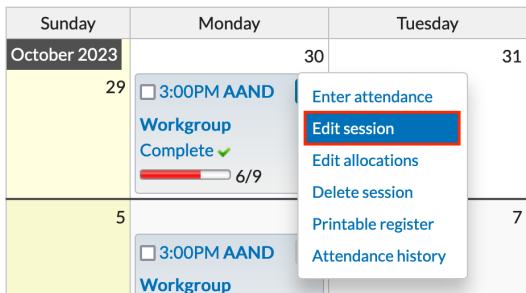 Sunday Monday Tuesday
October 2023 30 31
29 3:00PM AAND
Workgroup
Complete
6/9
Enter attendance
Edit session
Edit allocations
Delete session
Printable register
Attendance history
5 7
3:00PM AAND
Workgroup